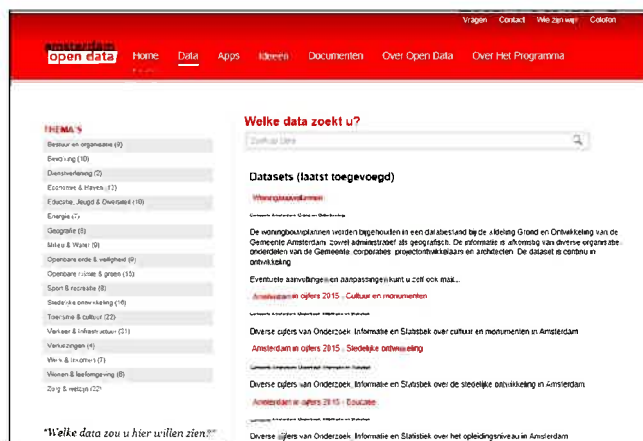 Vragen Contact Wie zijn wij? Colofon
amsterdam
open data
Home Data Apps Ideeën Documenten Over Open Data Over Het Programma
THEMA'S
Bestuur en organisatie (9)
Bevolking (10)
Dienstverlening (2)
Economie & Haven (13)
Educatie, Jeugd & Diversiteit (10)
Energie (7)
Geografie (8)
Milieu & Water (9)
Openbare orde & veiligheid (9)
Openbare ruimte & groen (15)
Sport & recreatie (8)
Stedelijke ontwikkeling (16)
Toerisme & cultuur (22)
Verkeer & Infrastructuur (31)
Verkiezingen (4)
Werk & Inkomen (7)
Wonen & leefomgeving (8)
Zorg & welzijn (22)
"Welke data zou u hier willen zien?"
Welke data zoekt u?
Zoek uw data
Datasets (laatst toegevoegd)
Woningbouwplannen
De woningbouwplannen worden bijgehouden in een databestand bij de afdeling Grond en Ontwikkeling van de
Gemeente Amsterdam, zowel administratief als geografisch. De informatie is afkomstig van diverse organisatie-
onderdelen van de Gemeente, corporaties, projectontwikkelaars en architecten. De dataset is continu in
ontwikkeling.
Eventuele aanvullingen en aanpassingen kunt u zelf ook mail...
Amsterdam in cijfers 2015 - Cultuur en monumenten
Diverse cijfers van Onderzoek, Informatie en Statistiek over cultuur en monumenten in Amsterdam
Amsterdam in cijfers 2015 - Stedelijke ontwikkeling
Diverse cijfers van Onderzoek, Informatie en Statistiek over de stedelijke ontwikkeling in Amsterdam.
Amsterdam in cijfers 2015 - Educatie
Diverse cijfers van Onderzoek, Informatie en Statistiek over het opleidingsniveau in Amsterdam